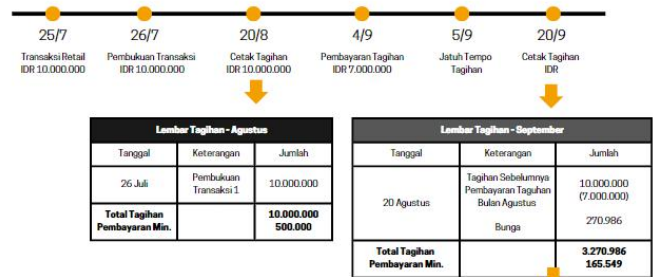 25/7
Transaksi Retail
IDR 10.000.000
26/7
Pembukuan Transaksi
IDR 10.000.000
20/8
Cetak Tagihan
IDR 10.000.000
4/9
Pembayaran Tagihan
IDR 7.000.000
5/9
Jatuh Tempo
Tagihan
20/9
Cetak Tagihan
IDR
Lembar Tagihan - Agustus
Tanggal Keterangan Jumlah
26 Juli Pembukuan Transaksi 1 10.000.000
Total Tagihan 10.000.000
Pembayaran Min. 500.000
Lembar Tagihan - September
Tanggal Keterangan Jumlah
20 Agustus
Tagihan Sebelumnya 10.000.000
Pembayaran Taguhan (7.000.000)
Bulan Agustus
Bunga 270.986
Total Tagihan 3.270.986
Pembayaran Min. 165.549